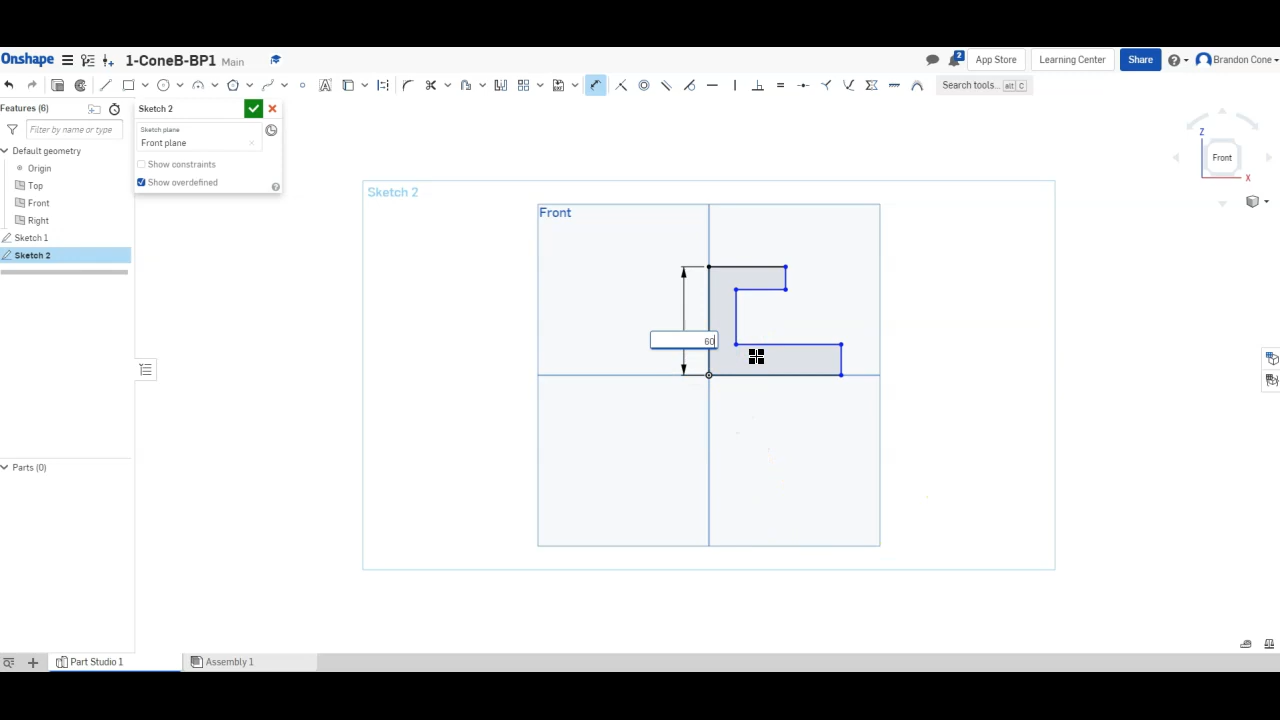 Onshape 1-ConeB-BP1 Main 2 App Store Learning Center Share Brandon Cone
Search tools... alt C
Features (6)
Filter by name or type
Default geometry
Origin
Top
Front
Right
Sketch 1
Sketch 2
Parts (0)
Sketch 2
Sketch plane
Front plane
Show constraints
Show overdefined
Sketch 2
Front
60
Z
Front
X
Part Studio 1 Assembly 1